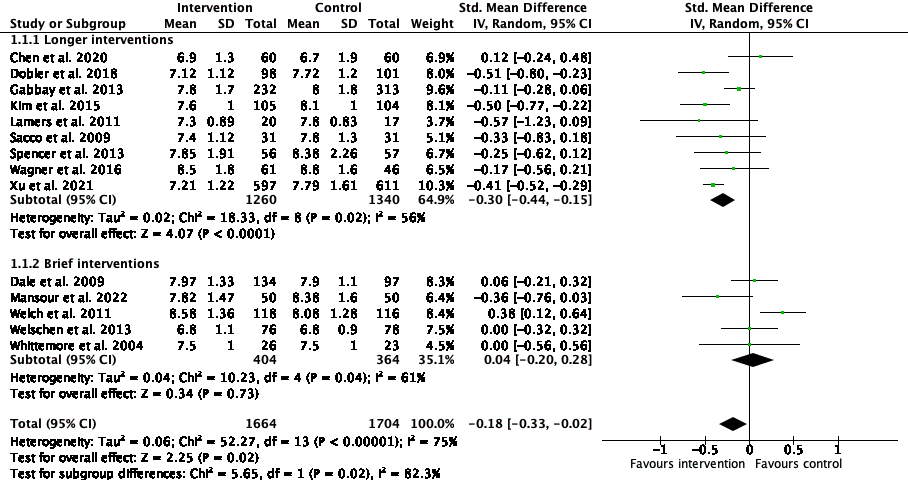 Intervention Control Std. Mean Difference Std. Mean Difference
Study or Subgroup Mean SD Total Mean SD Total Weight IV, Random, 95% CI IV, Random, 95% CI
1.1.1 Longer interventions
Chen et al. 2020 6.9 1.3 60 6.7 1.9 60 6.9% 0.12 [−0.24, 0.48]
Dobler et al. 2018 7.12 1.12 98 7.72 1.2 101 8.0% −0.51 [−0.80, −0.23]
Gabbay et al. 2013 7.8 1.7 232 8 1.8 313 9.6% −0.11 [−0.28, 0.06]
Kim et al. 2015 7.6 1 105 8.1 1 104 8.1% −0.50 [−0.77, −0.22]
Lamers et al. 2011 7.3 0.89 20 7.8 0.83 17 3.7% −0.57 [−1.23, 0.09]
Sacco et al. 2009 7.4 1.12 31 7.8 1.3 31 5.2% −0.33 [−0.83, 0.18]
Spencer et al. 2013 7.85 1.91 56 8.38 2.26 57 6.7% −0.25 [−0.62, 0.12]
Wagner et al. 2016 8.5 1.8 61 8.8 1.6 46 6.5% −0.17 [−0.56, 0.21]
Xu et al. 2021 7.21 1.22 597 7.79 1.61 611 10.3% −0.41 [−0.52, −0.29]
Subtotal (95% CI) 1260 1340 64.9% −0.30 [−0.44, −0.15]
Heterogeneity: Tau² = 0.02; Chi² = 18.33, df = 8 (P = 0.02); I² = 56%
Test for overall effect: Z = 4.07 (P < 0.0001)
1.1.2 Brief interventions
Dale et al. 2009 7.97 1.33 134 7.9 1.1 97 8.3% 0.06 [−0.21, 0.32]
Mansour et al. 2022 7.82 1.47 50 8.38 1.6 50 6.4% −0.36 [−0.76, 0.03]
Welch et al. 2011 8.58 1.36 118 8.08 1.28 116 8.4% 0.38 [0.12, 0.64]
Welschen et al. 2013 6.8 1.1 76 6.8 0.9 78 7.5% 0.00 [−0.32, 0.32]
Whittemore et al. 2004 7.5 1 26 7.5 1 23 4.5% 0.00 [−0.56, 0.56]
Subtotal (95% CI) 404 364 35.1% 0.04 [−0.20, 0.28]
Heterogeneity: Tau² = 0.04; Chi² = 10.23, df = 4 (P = 0.04); I² = 61%
Test for overall effect: Z = 0.34 (P = 0.73)
Total (95% CI) 1664 1704 100.0% −0.18 [−0.33, −0.02]
Heterogeneity: Tau² = 0.06; Chi² = 52.27, df = 13 (P < 0.00001); I² = 75%
Test for overall effect: Z = 2.25 (P = 0.02)
Test for subgroup differences: Chi² = 5.65, df = 1 (P = 0.02), I² = 82.3%
−1 −0.5 0 0.5 1
Favours intervention Favours control